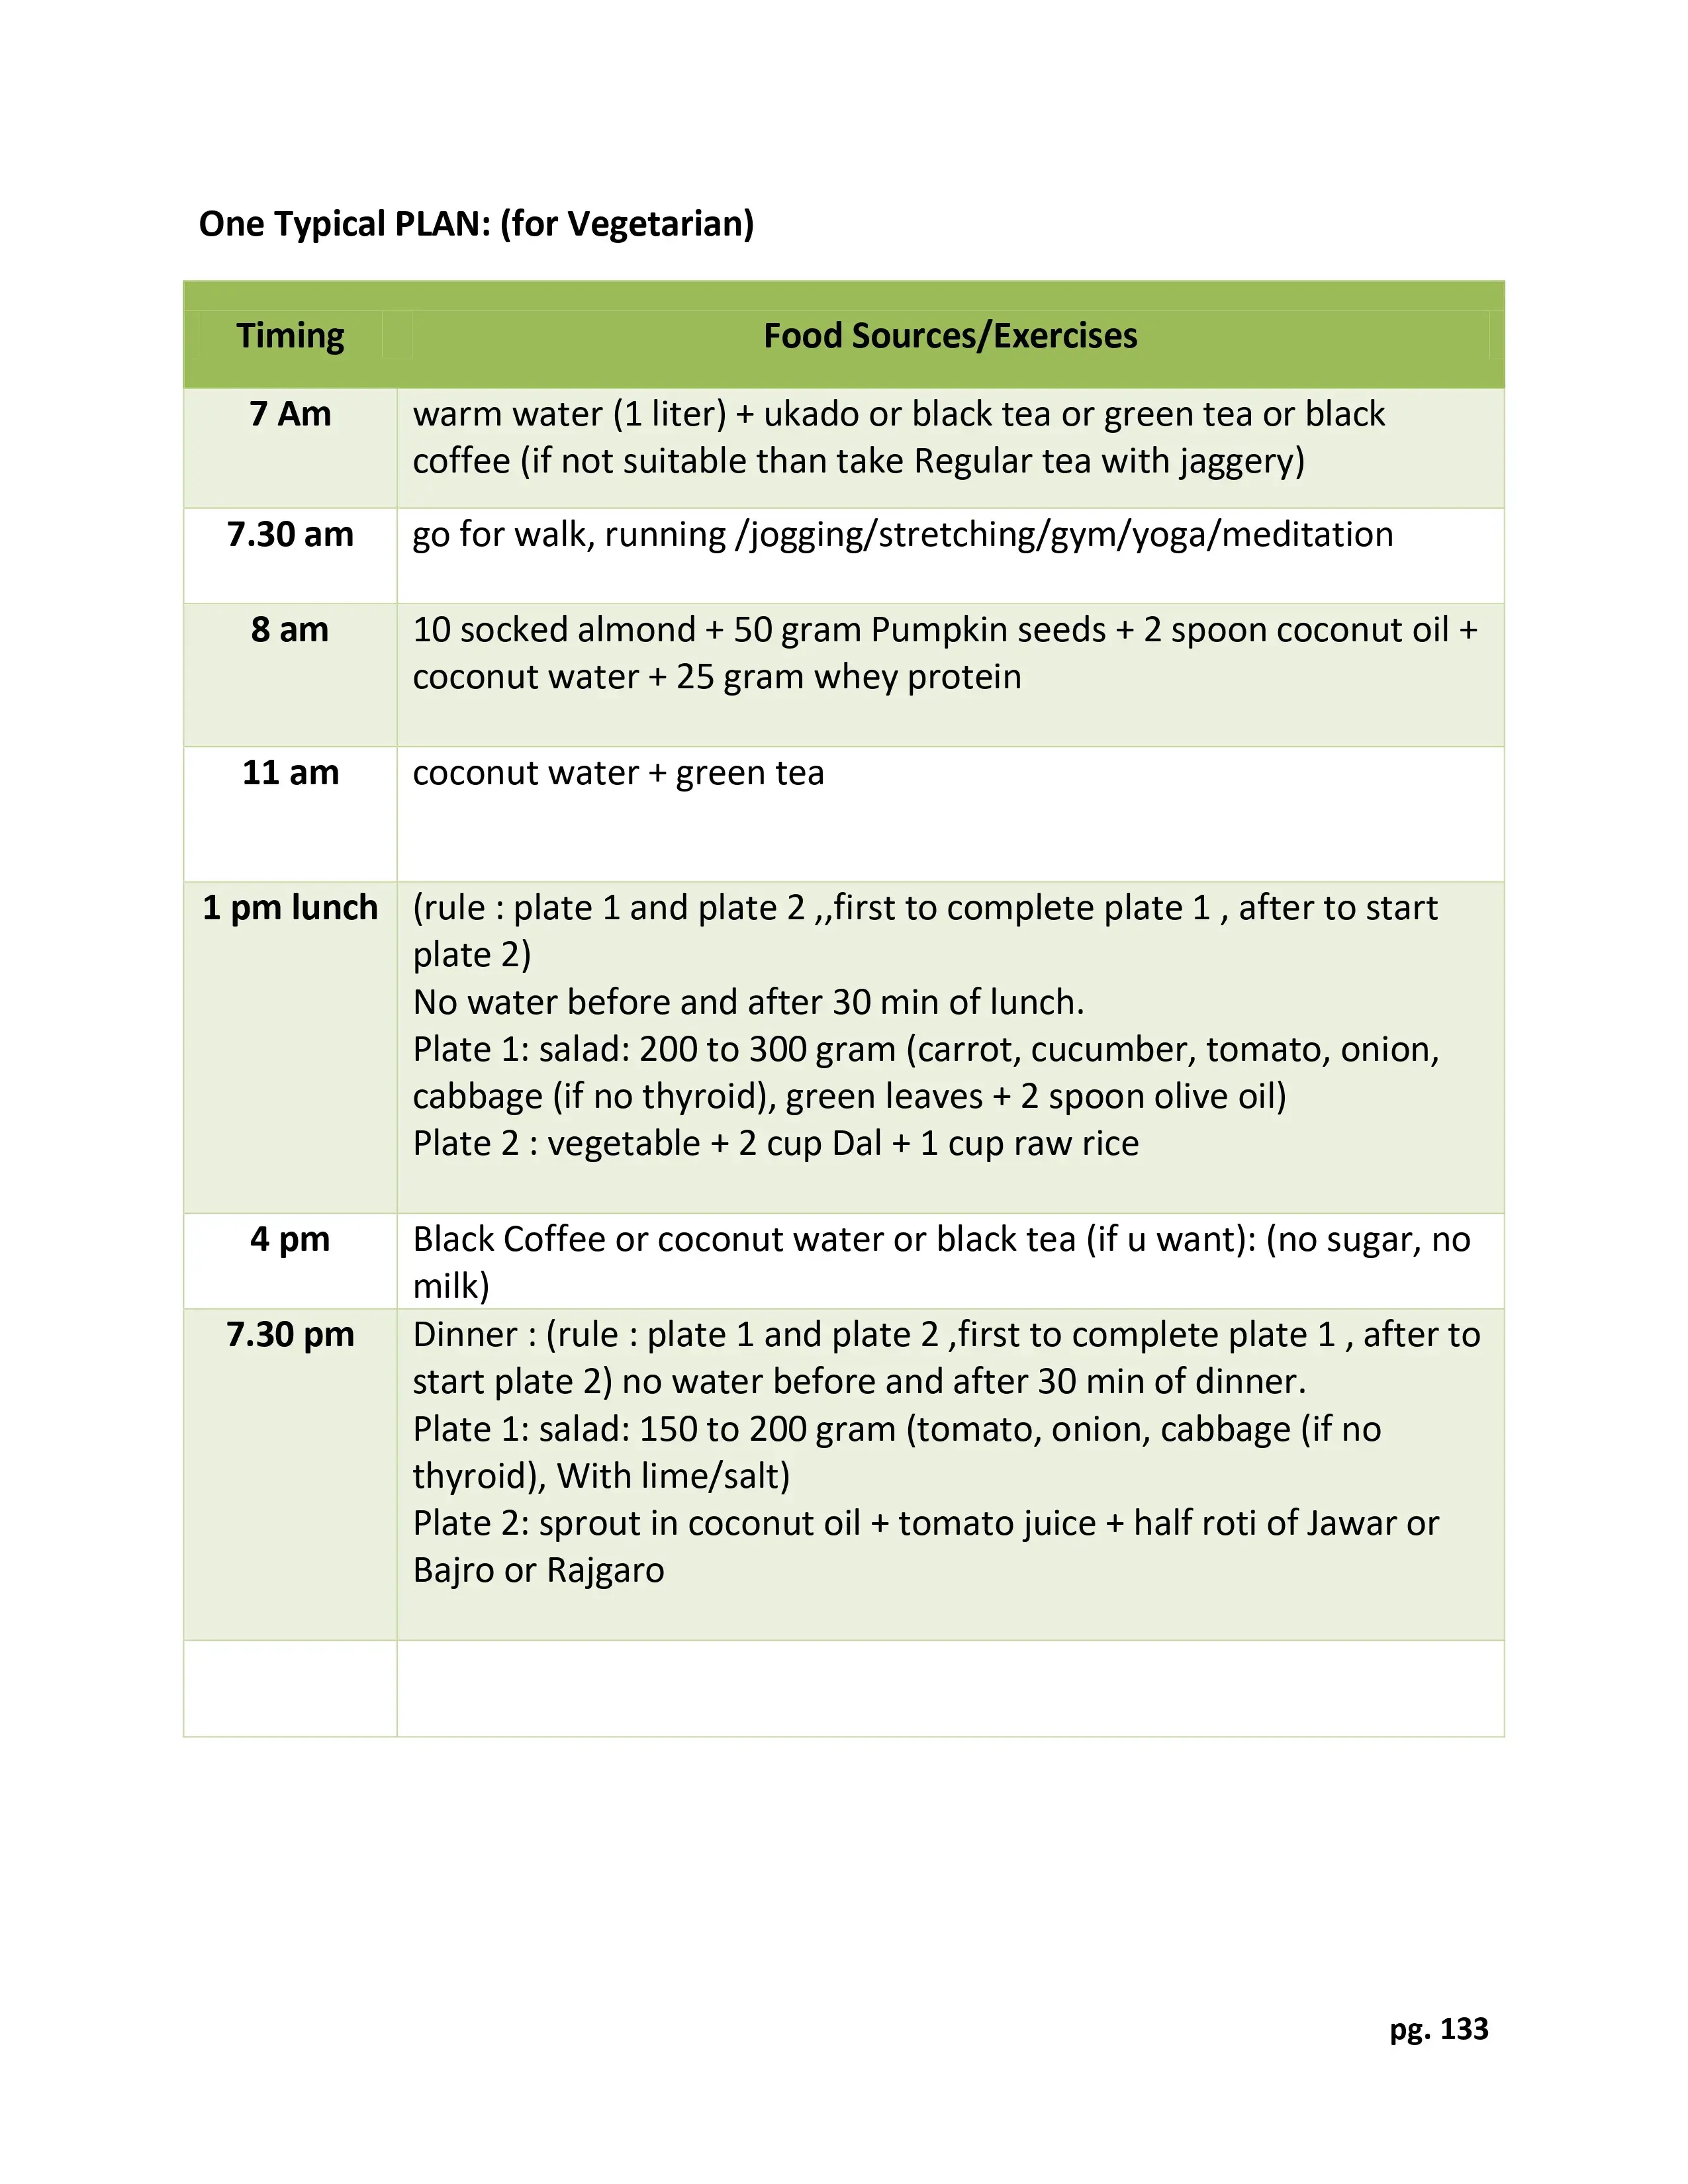 One Typical PLAN: (for Vegetarian)
Timing Food Sources/Exercises
7 Am warm water (1 liter) + ukado or black tea or green tea or black
coffee (if not suitable than take Regular tea with jaggery)
7.30 am go for walk, running /jogging/stretching/gym/yoga/meditation
8 am 10 socked almond + 50 gram Pumpkin seeds + 2 spoon coconut oil +
coconut water + 25 gram whey protein
11 am coconut water + green tea
1 pm lunch (rule : plate 1 and plate 2 ,,first to complete plate 1 , after to start
plate 2)
No water before and after 30 min of lunch.
Plate 1: salad: 200 to 300 gram (carrot, cucumber, tomato, onion,
cabbage (if no thyroid), green leaves + 2 spoon olive oil)
Plate 2 : vegetable + 2 cup Dal + 1 cup raw rice
4 pm Black Coffee or coconut water or black tea (if u want): (no sugar, no
milk)
7.30 pm Dinner : (rule : plate 1 and plate 2 ,first to complete plate 1 , after to
start plate 2) no water before and after 30 min of dinner.
Plate 1: salad: 150 to 200 gram (tomato, onion, cabbage (if no
thyroid), With lime/salt)
Plate 2: sprout in coconut oil + tomato juice + half roti of Jawar or
Bajro or Rajgaro
pg. 133